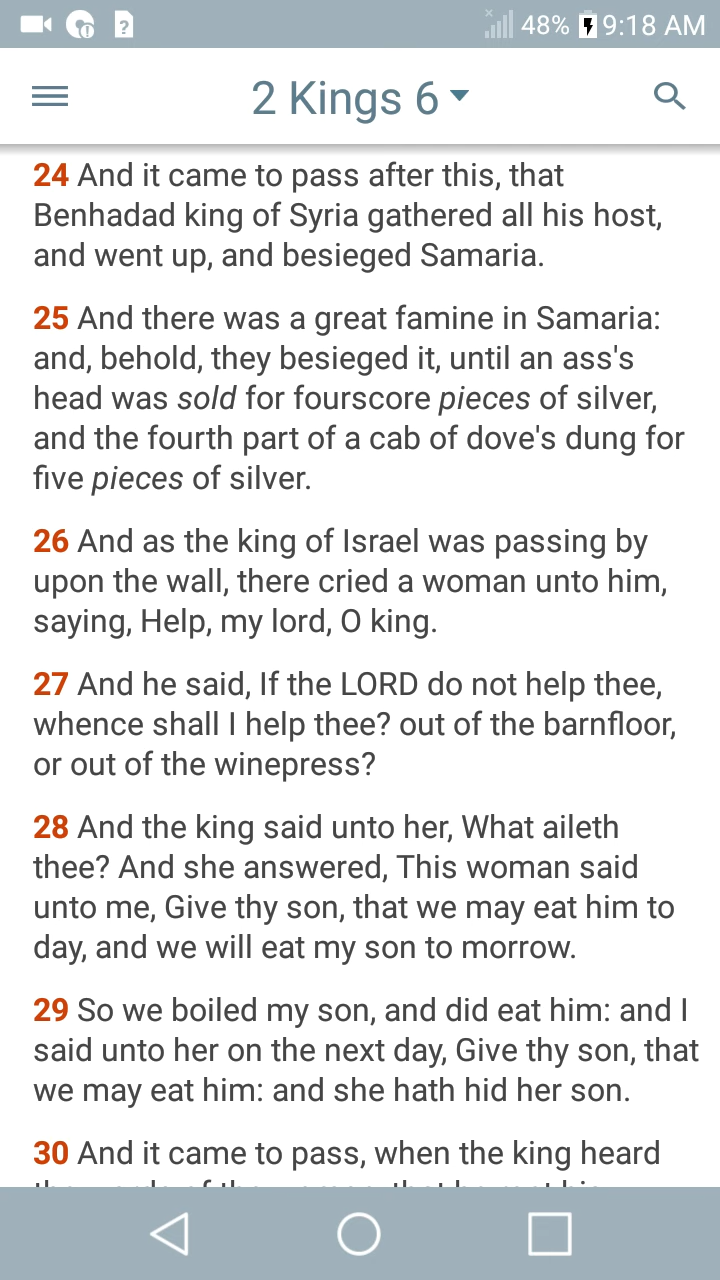 48% 9:18 AM
2 Kings 6
24 And it came to pass after this, that
Benhadad king of Syria gathered all his host,
and went up, and besieged Samaria.
25 And there was a great famine in Samaria:
and, behold, they besieged it, until an ass's
head was sold for fourscore pieces of silver,
and the fourth part of a cab of dove's dung for
five pieces of silver.
26 And as the king of Israel was passing by
upon the wall, there cried a woman unto him,
saying, Help, my lord, O king.
27 And he said, If the LORD do not help thee,
whence shall I help thee? out of the barnfloor,
or out of the winepress?
28 And the king said unto her, What aileth
thee? And she answered, This woman said
unto me, Give thy son, that we may eat him to
day, and we will eat my son to morrow.
29 So we boiled my son, and did eat him: and I
said unto her on the next day, Give thy son, that
we may eat him: and she hath hid her son.
30 And it came to pass, when the king heard